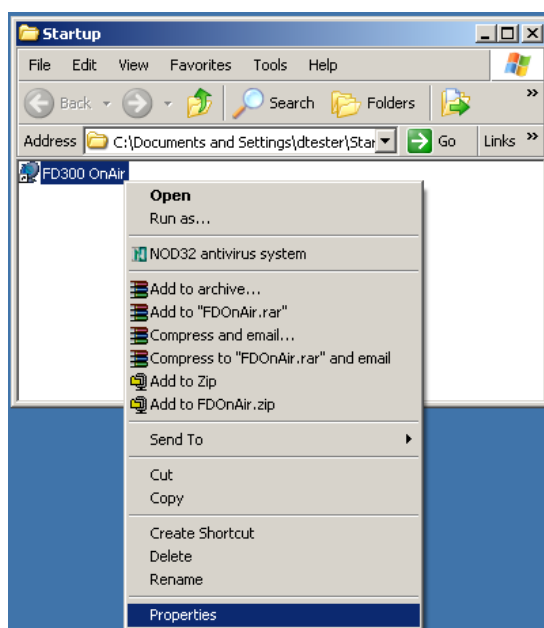 Startup
File Edit View Favorites Tools Help
Back Search Folders »
Address C:\Documents and Settings\dtester\Star Go Links »
FD300 OnAir
Open
Run as...
NOD32 antivirus system
Add to archive...
Add to "FDOnAir.rar"
Compress and email...
Compress to "FDOnAir.rar" and email
Add to Zip
Add to FDOnAir.zip
Send To
Cut
Copy
Create Shortcut
Delete
Rename
Properties